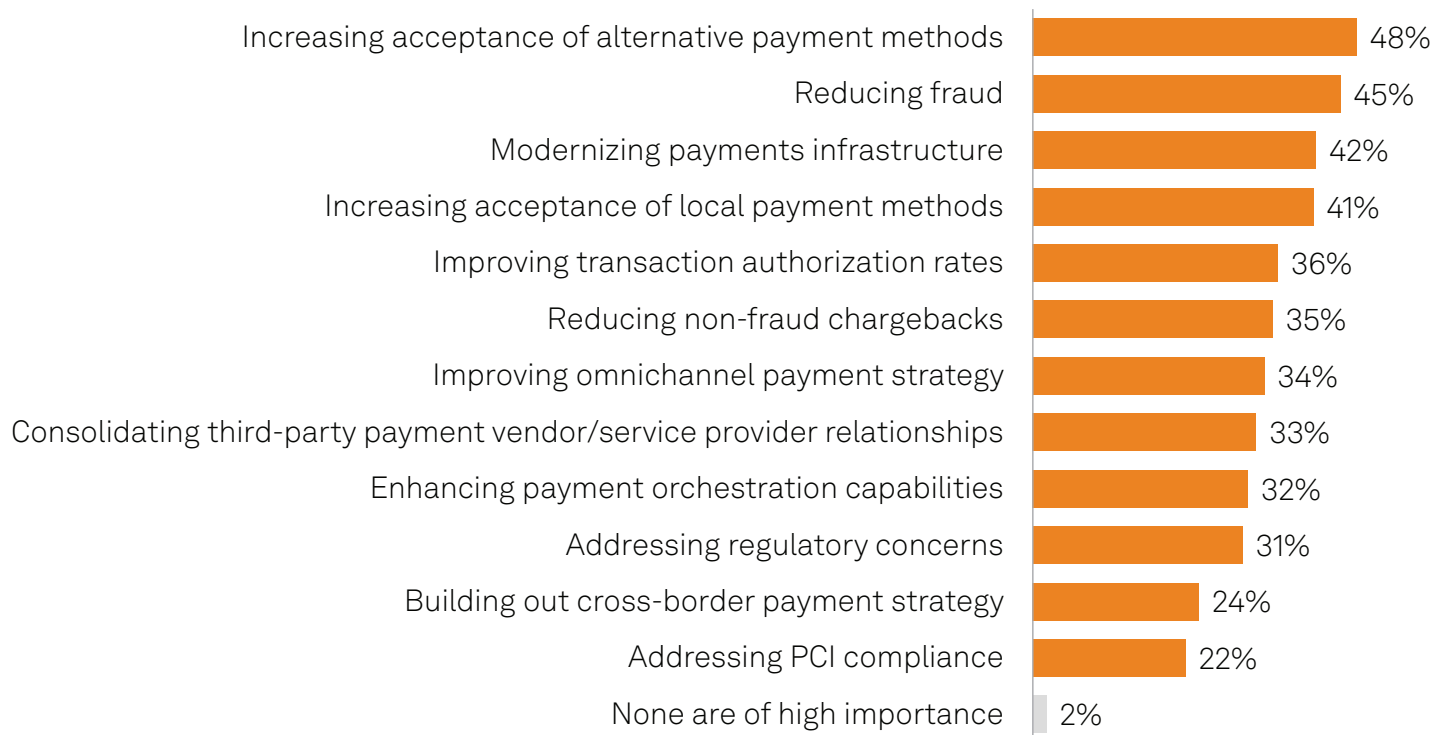 Increasing acceptance of alternative payment methods 48%
Reducing fraud 45%
Modernizing payments infrastructure 42%
Increasing acceptance of local payment methods 41%
Improving transaction authorization rates 36%
Reducing non-fraud chargebacks 35%
Improving omnichannel payment strategy 34%
Consolidating third-party payment vendor/service provider relationships 33%
Enhancing payment orchestration capabilities 32%
Addressing regulatory concerns 31%
Building out cross-border payment strategy 24%
Addressing PCI compliance 22%
None are of high importance 2%